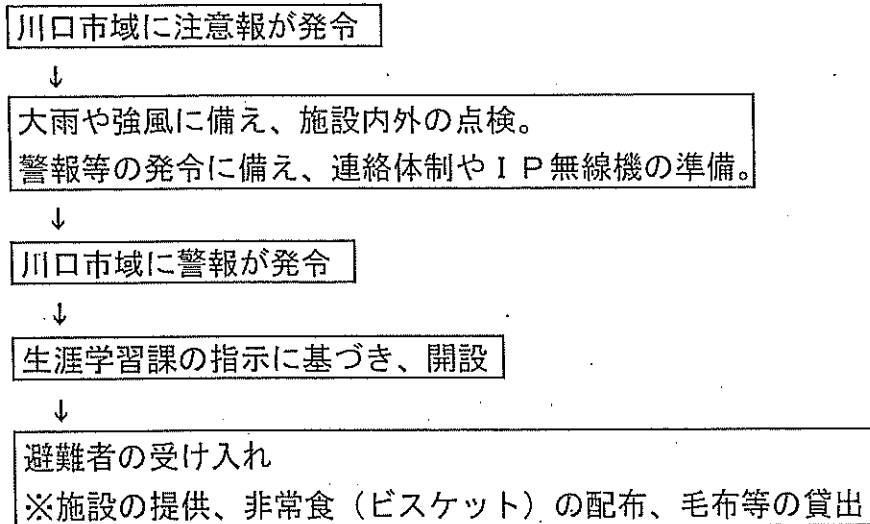 川口市域に注意報が発令
↓
大雨や強風に備え、施設内外の点検。
警報等の発令に備え、連絡体制やＩＰ無線機の準備。
↓
川口市域に警報が発令
↓
生涯学習課の指示に基づき、開設
↓
避難者の受け入れ
※施設の提供、非常食（ビスケット）の配布、毛布等の貸出